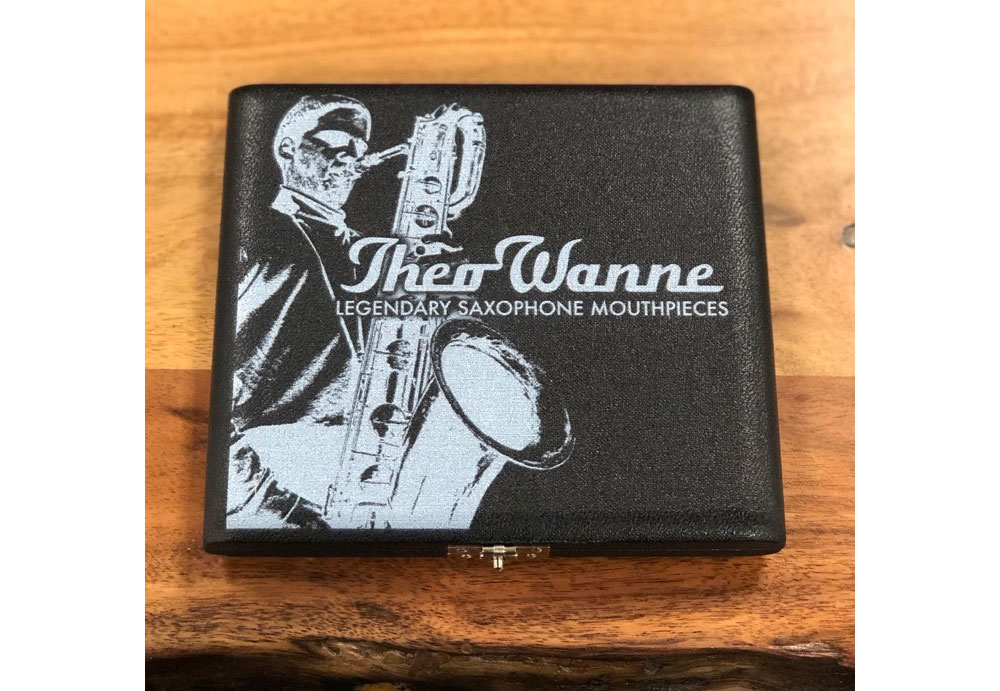 Theo Wanne
LEGENDARY SAXOPHONE MOUTHPIECES